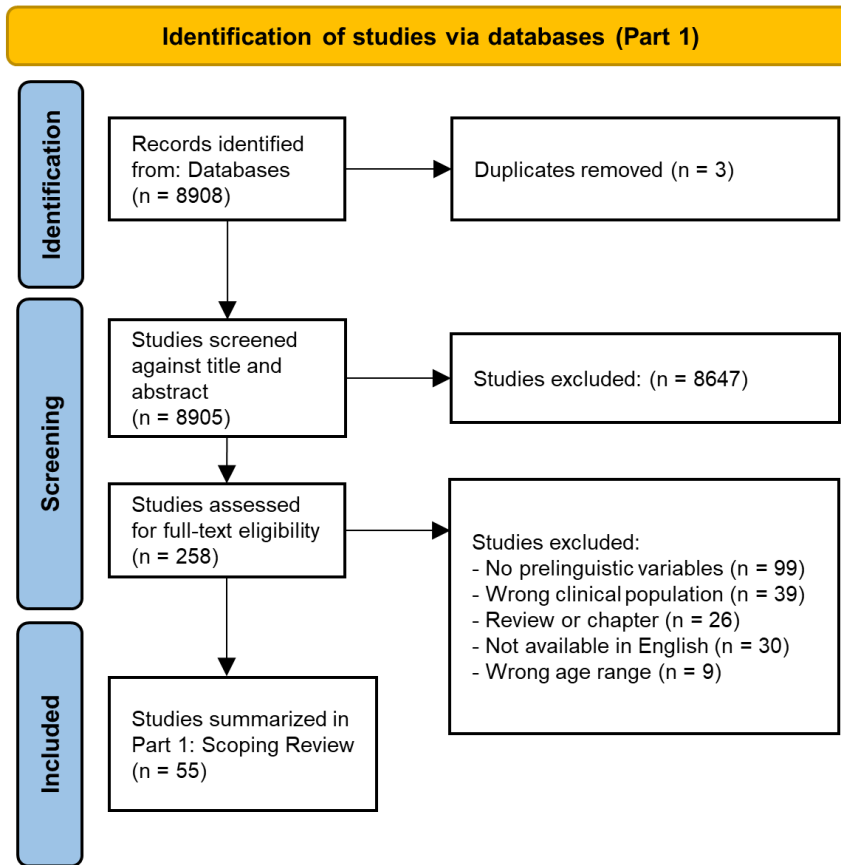 Identification of studies via databases (Part 1)
Identification
Records identified
from: Databases
(n = 8908)
Duplicates removed (n = 3)
Screening
Studies screened
against title and
abstract
(n = 8905)
Studies excluded: (n = 8647)
Studies assessed
for full-text eligibility
(n = 258)
Studies excluded:
- No prelinguistic variables (n = 99)
- Wrong clinical population (n = 39)
- Review or chapter (n = 26)
- Not available in English (n = 30)
- Wrong age range (n = 9)
Included
Studies summarized in
Part 1: Scoping Review
(n = 55)